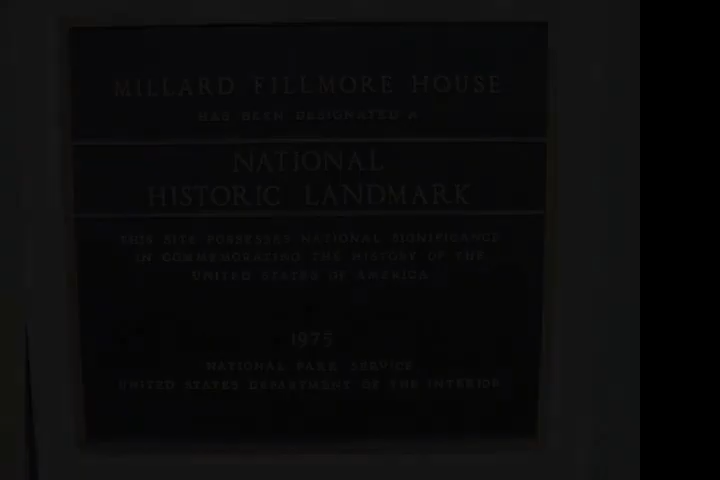 MILLARD FILLMORE HOUSE
HAS BEEN DESIGNATED A
NATIONAL
HISTORIC LANDMARK
THIS SITE POSSESSES NATIONAL SIGNIFICANCE
IN COMMEMORATING THE HISTORY OF THE
UNITED STATES OF AMERICA
1975
NATIONAL PARK SERVICE
UNITED STATES DEPARTMENT OF THE INTERIOR